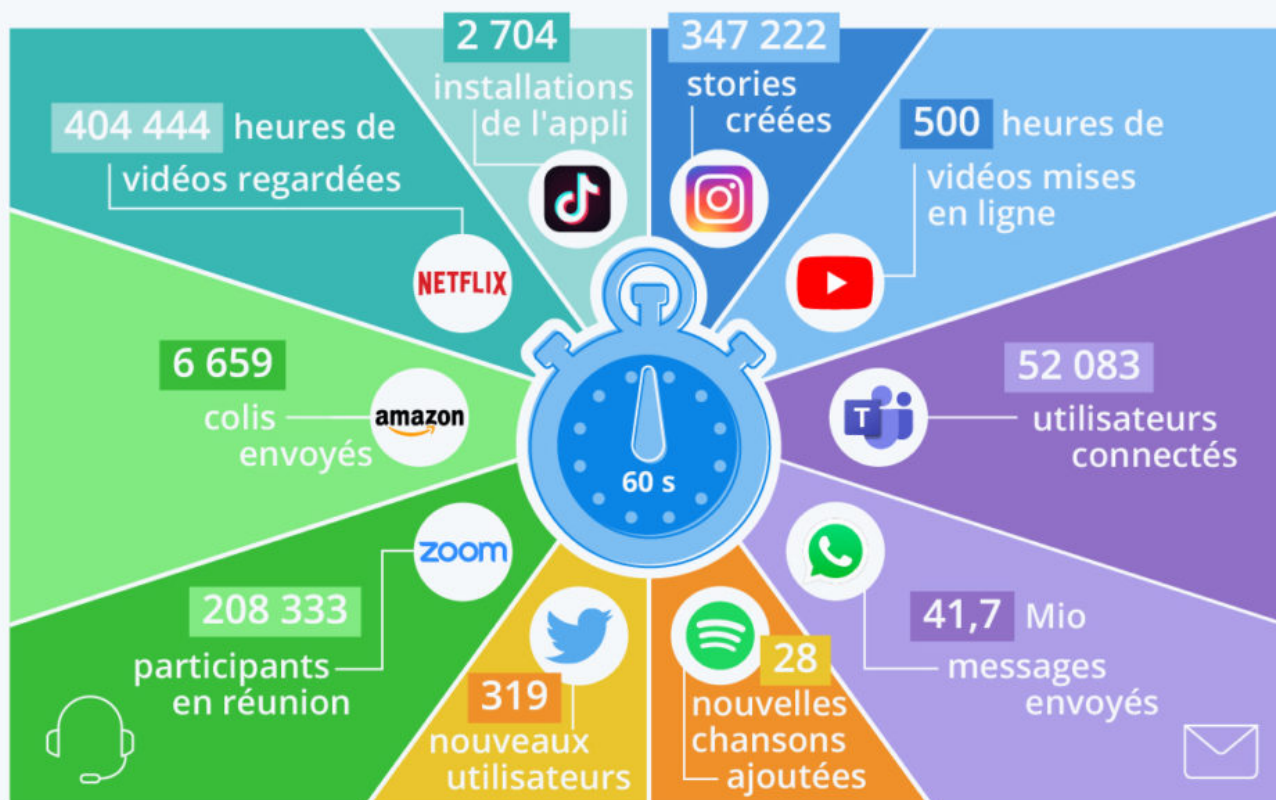 2 704
installations
de l'appli
347 222
stories
créées
500 heures de
vidéos mises
en ligne
404 444 heures de
vidéos regardées
NETFLIX
52 083
utilisateurs
connectés
T
6 659
colis
envoyés
amazon
60 s
41,7 Mio
messages
envoyés
zoom
208 333
participants
en réunion
319
nouveaux
utilisateurs
28
nouvelles
chansons
ajoutées